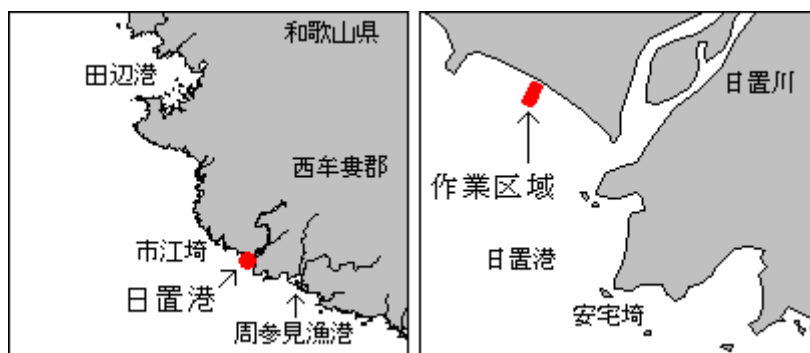 和歌山県
田辺港
西牟婁郡
市江埼
日置港
周参見漁港
日置川
作業区域
日置港
安宅埼